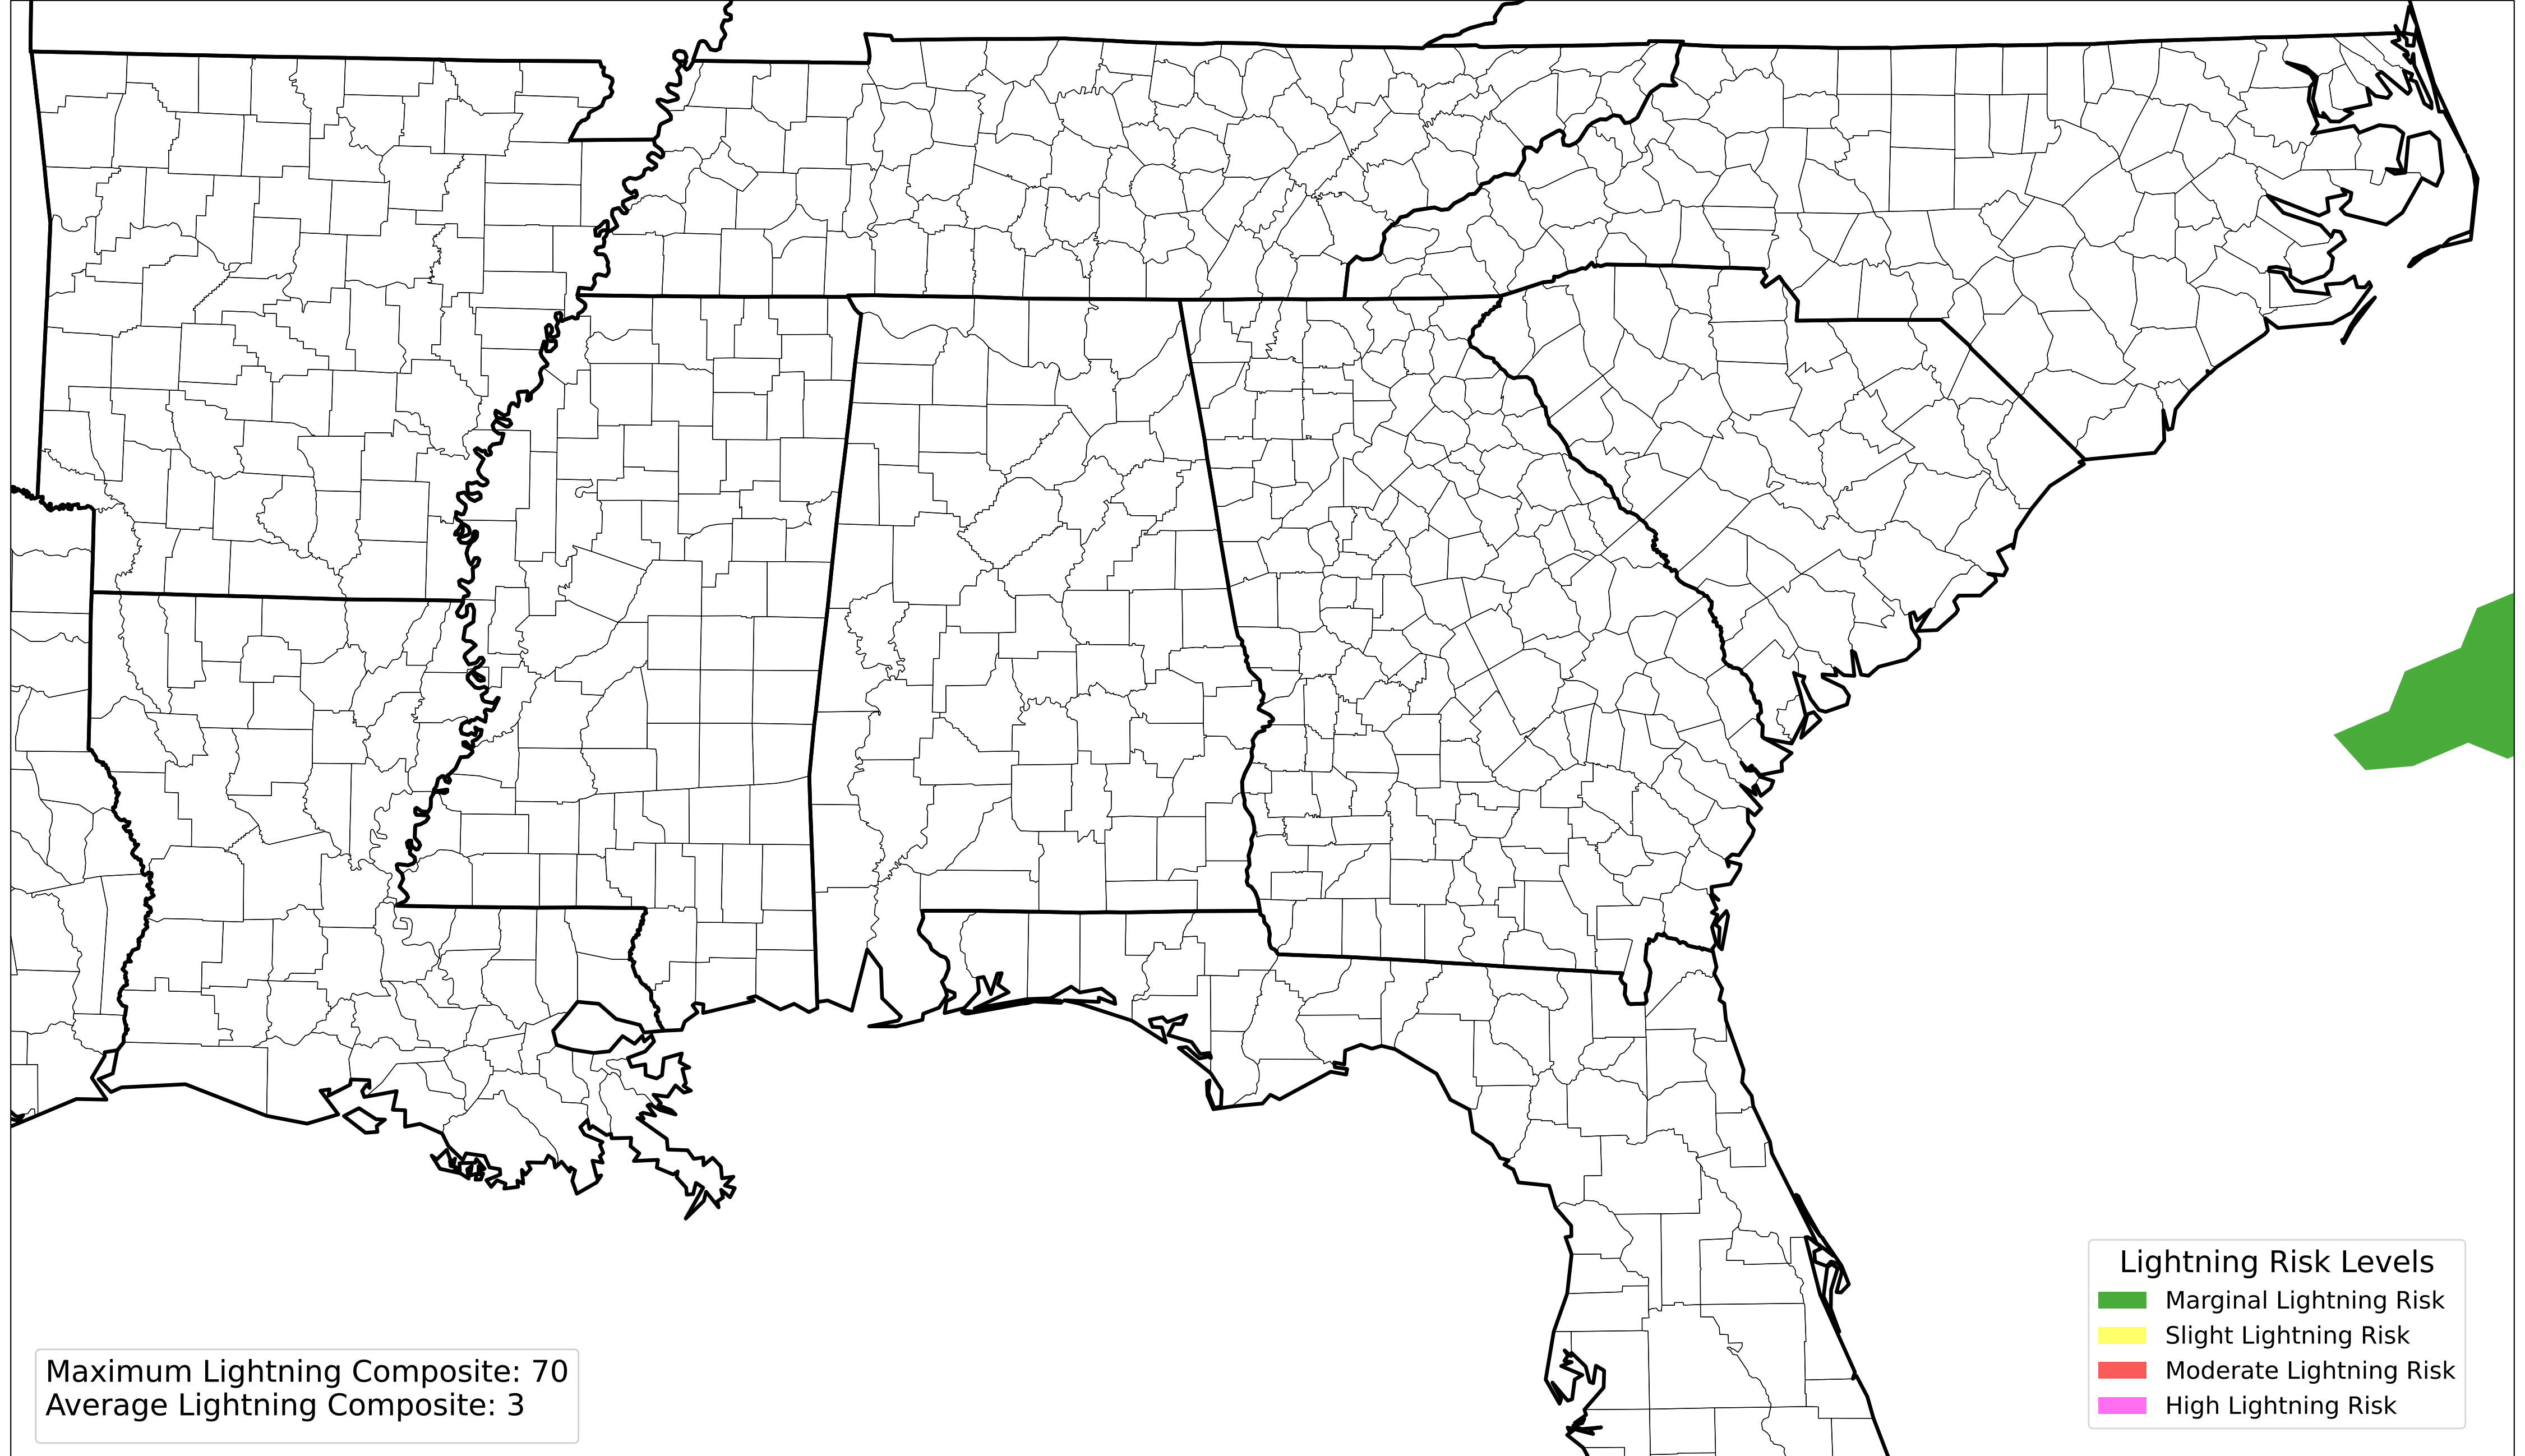 Maximum Lightning Composite: 70
Average Lightning Composite: 3
Lightning Risk Levels
Marginal Lightning Risk
Slight Lightning Risk
Moderate Lightning Risk
High Lightning Risk